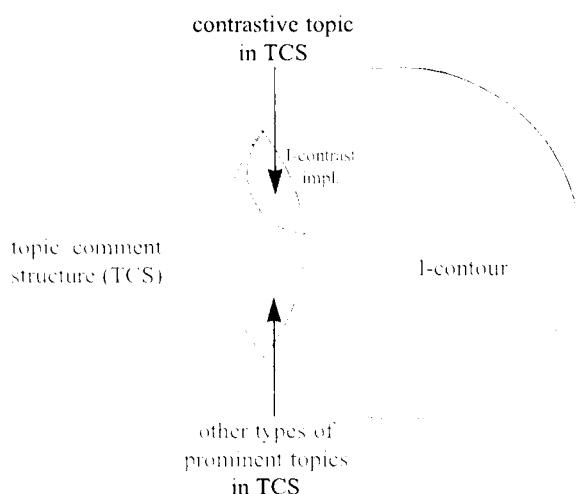 contrastive topic
in TCS
I-contrast
impl.
topic comment
structure (TCS)
I-contour
other types of
prominent topics
in TCS